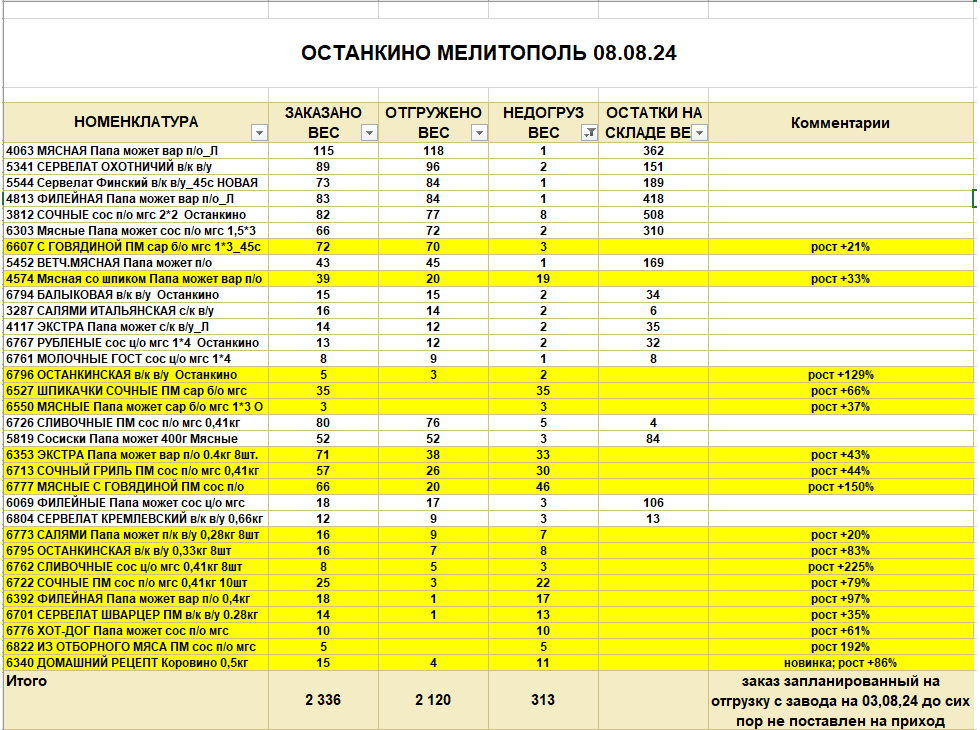 ОСТАНКИНО МЕЛИТОПОЛЬ 08.08.24
НОМЕНКЛАТУРА ЗАКАЗАНО ВЕС ОТГРУЖЕНО ВЕС НЕДОГРУЗ ВЕС ОСТАТКИ НА СКЛАДЕ ВЕ Комментарии
4063 МЯСНАЯ Папа может вар п/о_Л 115 118 1 362
5341 СЕРВЕЛАТ ОХОТНИЧИЙ в/к в/у 89 96 2 151
5544 Сервелат Финский в/к в/у_45с НОВАЯ 73 84 1 189
4813 ФИЛЕЙНАЯ Папа может вар п/о_Л 83 84 1 418
3812 СОЧНЫЕ сос п/о мгс 2*2 Останкино 82 77 8 508
6303 Мясные Папа может сос п/о мгс 1,5*3 66 72 2 310
6607 С ГОВЯДИНОЙ ПМ сар б/о мгс 1*3_45с 72 70 3 рост +21%
5452 ВЕТЧ.МЯСНАЯ Папа может п/о 43 45 1 169
4574 Мясная со шпиком Папа может вар п/о 39 20 19 рост +33%
6794 БАЛЫКОВАЯ в/к в/у Останкино 15 15 2 34
3287 САЛЯМИ ИТАЛЬЯНСКАЯ с/к в/у 16 14 2 6
4117 ЭКСТРА Папа может с/к в/у_Л 14 12 2 35
6767 РУБЛЕНЫЕ сос ц/о мгс 1*4 Останкино 13 12 2 32
6761 МОЛОЧНЫЕ ГОСТ сос ц/о мгс 1*4 8 9 1 8
6796 ОСТАНКИНСКАЯ в/к в/у Останкино 5 3 2 рост +129%
6527 ШПИКАЧКИ СОЧНЫЕ ПМ сар б/о мгс 35 35 рост +66%
6550 МЯСНЫЕ Папа может сар б/о мгс 1*3 О 3 3 рост +37%
6726 СЛИВОЧНЫЕ ПМ сос п/о мгс 0,41кг 80 76 5 4
5819 Сосиски Папа может 400г Мясные 52 52 3 84
6353 ЭКСТРА Папа может вар п/о 0.4кг 8шт. 71 38 33 рост +43%
6713 СОЧНЫЙ ГРИЛЬ ПМ сос п/о мгс 0,41кг 57 26 30 рост +44%
6777 МЯСНЫЕ С ГОВЯДИНОЙ ПМ сос п/о 66 20 46 рост +150%
6069 ФИЛЕЙНЫЕ Папа может сос ц/о мгс 18 17 3 106
6804 СЕРВЕЛАТ КРЕМЛЕВСКИЙ в/к в/у 0,66кг 12 9 3 13
6773 САЛЯМИ Папа может п/к в/у 0,28кг 8шт 16 9 7 рост +20%
6795 ОСТАНКИНСКАЯ в/к в/у 0,33кг 8шт 16 7 8 рост +83%
6762 СЛИВОЧНЫЕ сос ц/о мгс 0,41кг 8шт 8 5 3 рост +225%
6722 СОЧНЫЕ ПМ сос п/о мгс 0,41кг 10шт 25 3 22 рост +79%
6392 ФИЛЕЙНАЯ Папа может вар п/о 0,4кг 18 1 17 рост +97%
6701 СЕРВЕЛАТ ШВАРЦЕР ПМ в/к в/у 0.28кг 14 1 13 рост +35%
6776 ХОТ-ДОГ Папа может сос п/о мгс 10 10 рост +61%
6822 ИЗ ОТБОРНОГО МЯСА ПМ сос п/о мгс 5 5 рост 192%
6340 ДОМАШНИЙ РЕЦЕПТ Коровино 0,5кг 15 4 11 новинка; рост +86%
Итого 2 336 2 120 313 заказ запланированный на
отгрузку с завода на 03,08,24 до сих
пор не поставлен на приход